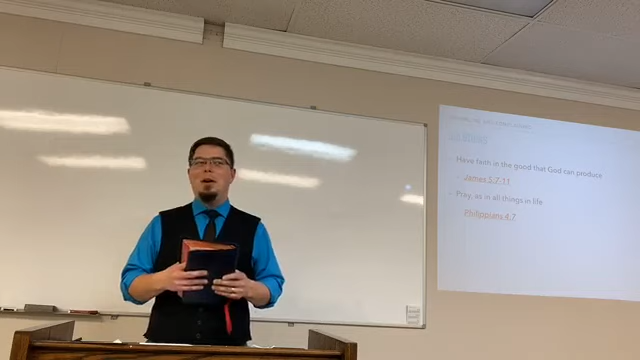 - Have faith in the good that God can produce
- James 5:7-11
- Pray, as in all things in life
- Philippians 4:7